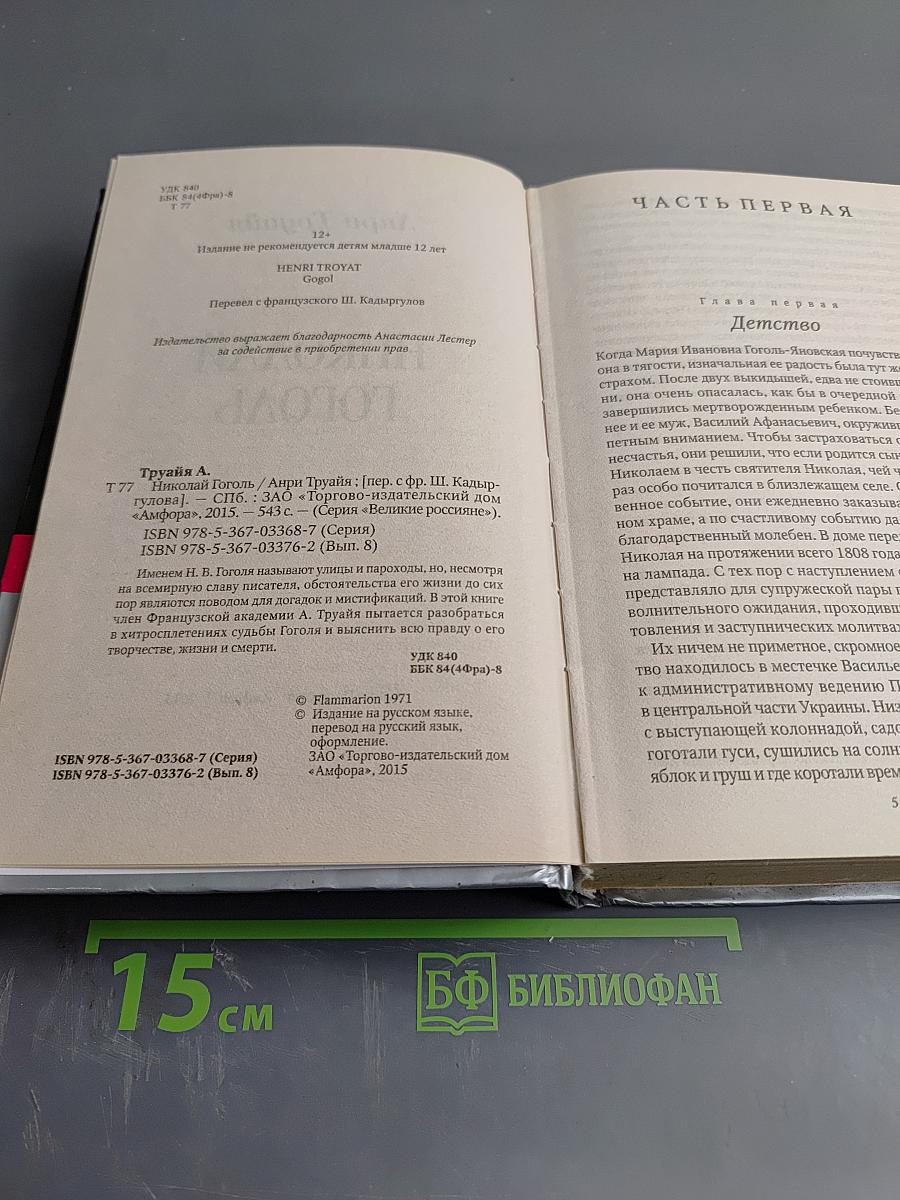 УДК 840
ББК 84(4Фра)-8
Т 77
12+
Издание не рекомендуется детям младше 12 лет
HENRI TROYAT
Gogol
Перевел с французского Ш. Кадыргулов
Издательство выражает благодарность Анастасии Лестер
за содействие в приобретении прав
Труайя А.
Т 77 Николай Гоголь / Анри Труайя ; [пер. с фр. Ш. Кадыр-
гулова]. — СПб. : ЗАО «Торгово-издательский дом
«Амфора», 2015. — 543 с. — (Серия «Великие россияне»).
ISBN 978-5-367-03368-7 (Серия)
ISBN 978-5-367-03376-2 (Вып. 8)
Именем Н. В. Гоголя называют улицы и пароходы, но, несмотря
на всемирную славу писателя, обстоятельства его жизни до сих
пор являются поводом для догадок и мистификаций. В этой книге
член Французской академии А. Труайя пытается разобраться
в хитросплетениях судьбы Гоголя и выяснить всю правду о его
творчестве, жизни и смерти.
УДК 840
ББК 84(4Фра)-8
© Flammarion 1971
© Издание на русском языке,
перевод на русский язык,
оформление.
ЗАО «Торгово-издательский дом
«Амфора», 2015
ISBN 978-5-367-03368-7 (Серия)
ISBN 978-5-367-03376-2 (Вып. 8)
ЧАСТЬ ПЕРВАЯ
Глава первая
Детство
Когда Мария Ивановна Гоголь-Яновская почувств
она в тягости, изначальная ее радость была тут ж
страхом. После двух выкидышей, едва не стоивш
ни, она очень опасалась, как бы в очередной
завершились мертворожденным ребенком. Бе
нее и ее муж, Василий Афанасьевич, окруживш
петным вниманием. Чтобы застраховаться
несчастья, они решили, что если родится сын
Николаем в честь святителя Николая, чей ч
раз особо почитался в близлежащем селе.
венное событие, они ежедневно заказыва
ном храме, а по счастливому событию да
благодарственный молебен. В доме пере
Николая на протяжении всего 1808 года
на лампада. С тех пор с наступлением
представляло для супружеской пары п
волнительного ожидания, проходивш
товления и заступнических молитвах
Их ничем не приметное, скромное
тво находилось в местечке Василье
к административному ведению П
в центральной части Украины. Низ
с выступающей колоннадой, садо
гоготали гуси, сушились на солн
яблок и груш и где коротали врем
5
15 см
БФ БИБЛИОФАН